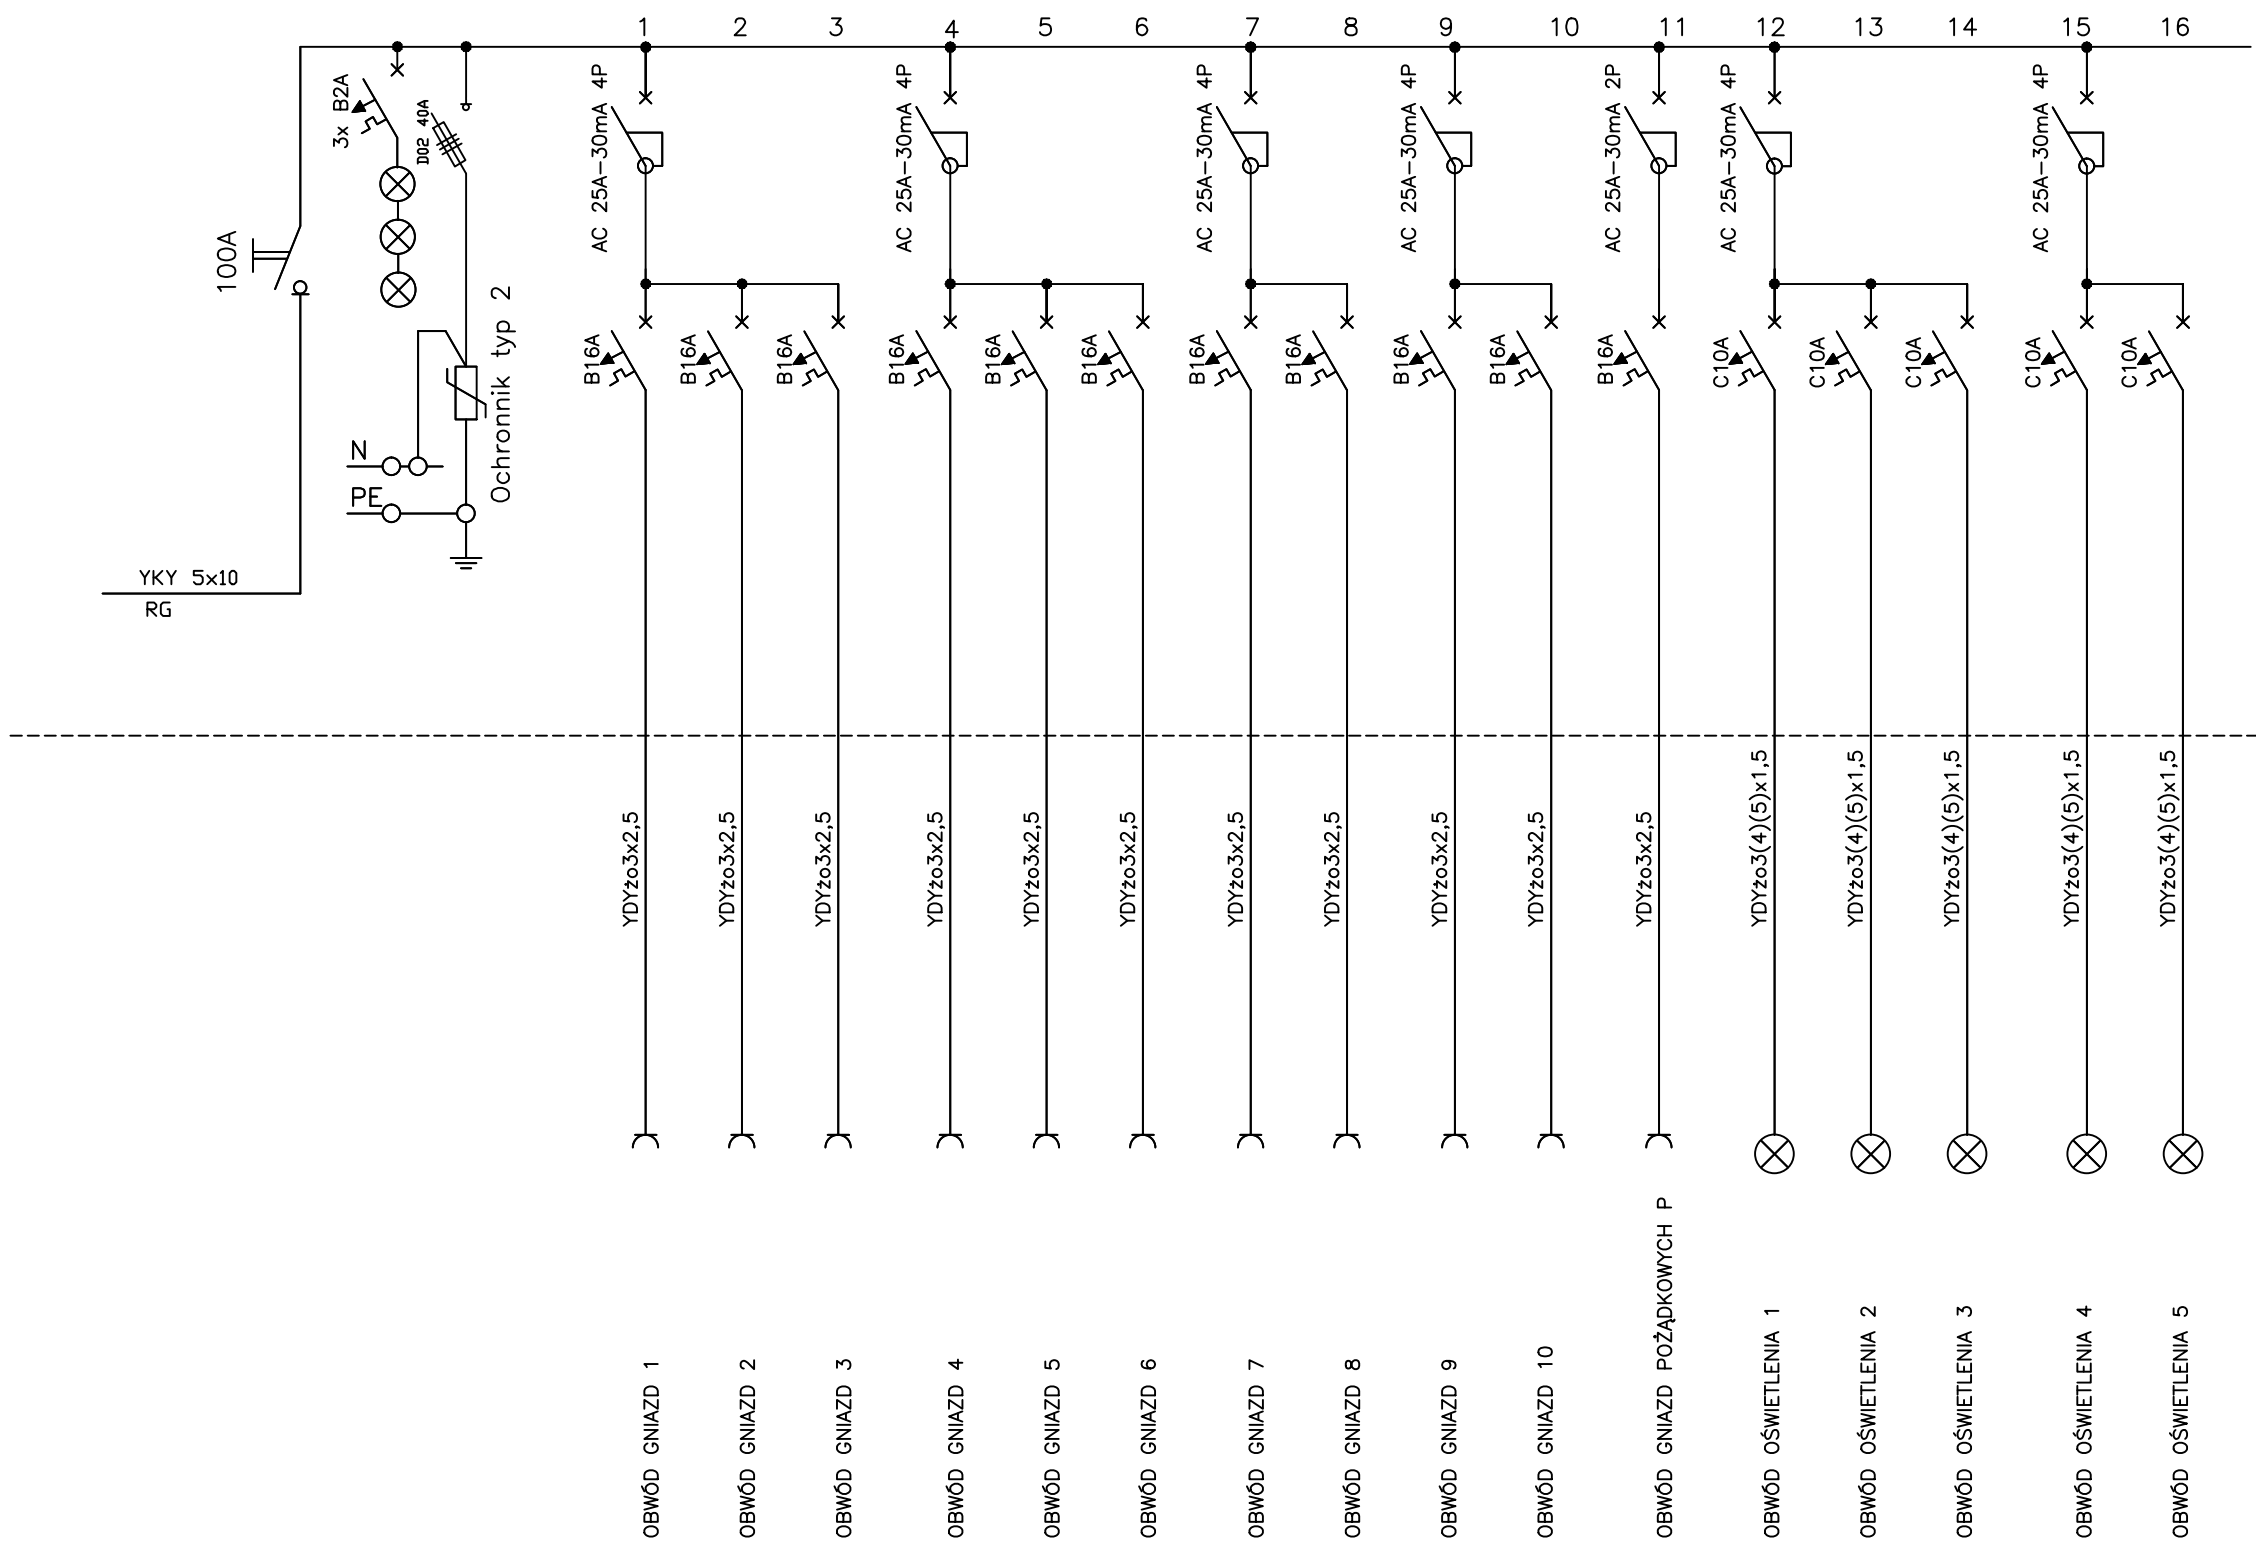 1 2 3 4 5 6 7 8 9 10 11 12 13 14 15 16
3x B2A
D02 40A
AC 25A-30mA 4P
AC 25A-30mA 4P
AC 25A-30mA 4P
AC 25A-30mA 4P
AC 25A-30mA 2P
AC 25A-30mA 4P
AC 25A-30mA 4P
100A
Ochronnik typ 2
B16A
B16A
B16A
B16A
B16A
B16A
B16A
B16A
B16A
B16A
B16A
C10A
C10A
C10A
C10A
C10A
N
PE
YKY 5x10
RG
YDYżo3x2,5
YDYżo3x2,5
YDYżo3x2,5
YDYżo3x2,5
YDYżo3x2,5
YDYżo3x2,5
YDYżo3x2,5
YDYżo3x2,5
YDYżo3x2,5
YDYżo3x2,5
YDYżo3x2,5
YDYżo3(4)(5)x1,5
YDYżo3(4)(5)x1,5
YDYżo3(4)(5)x1,5
YDYżo3(4)(5)x1,5
YDYżo3(4)(5)x1,5
OBWÓD GNIAZD 1
OBWÓD GNIAZD 2
OBWÓD GNIAZD 3
OBWÓD GNIAZD 4
OBWÓD GNIAZD 5
OBWÓD GNIAZD 6
OBWÓD GNIAZD 7
OBWÓD GNIAZD 8
OBWÓD GNIAZD 9
OBWÓD GNIAZD 10
OBWÓD GNIAZD POŻĄDKOWYCH P
OBWÓD OŚWIETLENIA 1
OBWÓD OŚWIETLENIA 2
OBWÓD OŚWIETLENIA 3
OBWÓD OŚWIETLENIA 4
OBWÓD OŚWIETLENIA 5